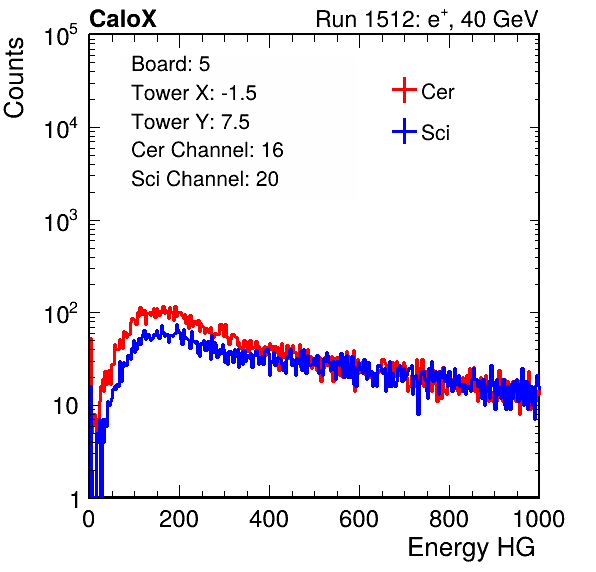 CaloX Run 1512: e+, 40 GeV
Counts
Board: 5
Tower X: -1.5
Tower Y: 7.5
Cer Channel: 16
Sci Channel: 20
Cer
Sci
10^5
10^4
10^3
10^2
10
1
0 200 400 600 800 1000
Energy HG